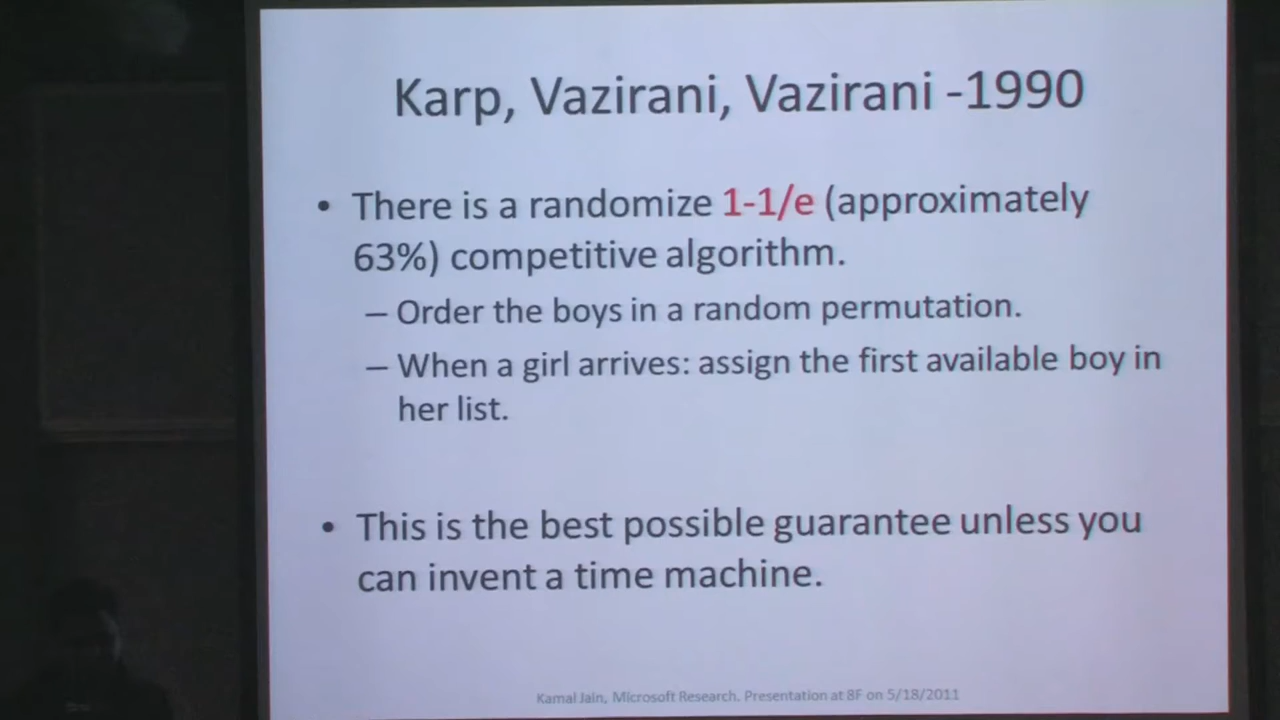 Karp, Vazirani, Vazirani -1990
• There is a randomize 1-1/e (approximately
63%) competitive algorithm.
– Order the boys in a random permutation.
– When a girl arrives: assign the first available boy in
her list.
• This is the best possible guarantee unless you
can invent a time machine.
Kamal Jain, Microsoft Research. Presentation at 8F on 5/18/2011